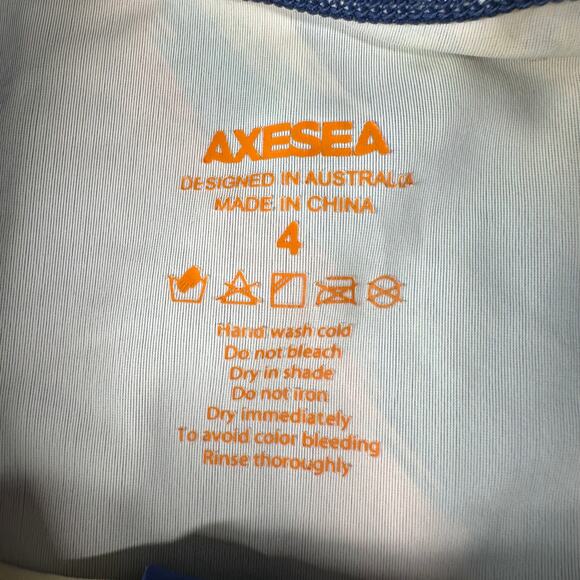 AXESEA
DESIGNED IN AUSTRALIA
MADE IN CHINA
4
Hand wash cold
Do not bleach
Dry in shade
Do not iron
Dry immediately
To avoid color bleeding
Rinse thoroughly